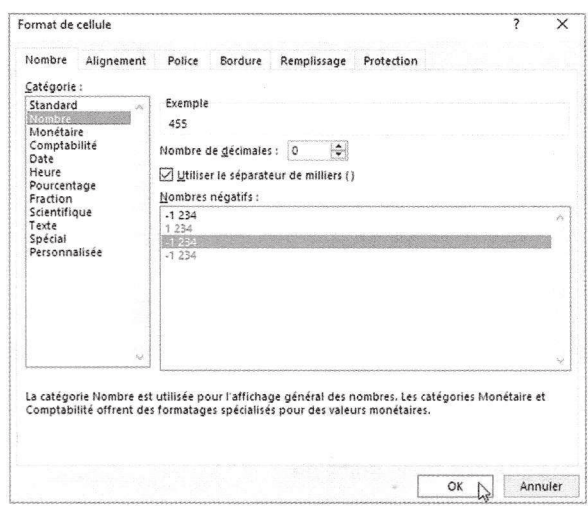 Format de cellule ? ×
Nombre Alignement Police Bordure Remplissage Protection
Catégorie :
Standard
Nombre
Monétaire
Comptabilité
Date
Heure
Pourcentage
Fraction
Scientifique
Texte
Spécial
Personnalisée
Exemple
455
Nombre de décimales : 0
Utiliser le séparateur de milliers ( )
Nombres négatifs :
-1 234
1 234
-1 234
-1 234
La catégorie Nombre est utilisée pour l'affichage général des nombres. Les catégories Monétaire et
Comptabilité offrent des formatages spécialisés pour des valeurs monétaires.
OK Annuler